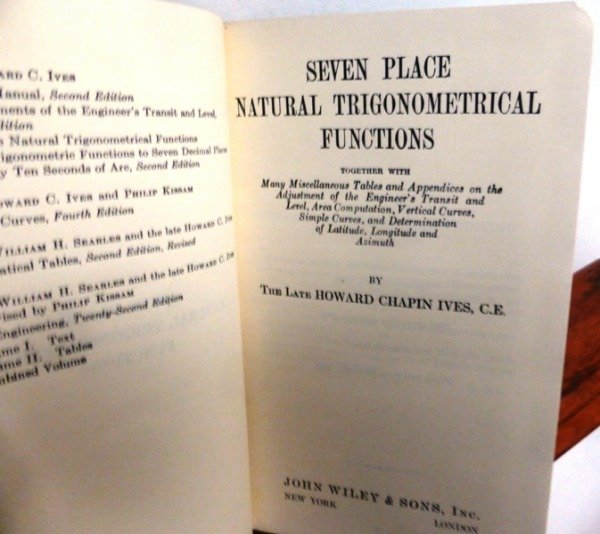 ARD C. IVES
Manual, Second Edition
ments of the Engineer's Transit and Level,
dition
e Natural Trigonometrical Functions
rigonometric Functions to Seven Decimal Places
y Ten Seconds of Arc, Second Edition
OWARD C. IVES and PHILIP KISSAM
Curves, Fourth Edition
WILLIAM H. SEARLES and the late HOWARD C.
atical Tables, Second Edition, Revised
WILLIAM H. SEARLES and the late HOWARD C.
ised by PHILIP KISSAM
Engineering, Twenty-Second Edition
me I. Text
me II. Tables
mbined Volume
SEVEN PLACE
NATURAL TRIGONOMETRICAL
FUNCTIONS
TOGETHER WITH
Many Miscellaneous Tables and Appendices on the
Adjustment of the Engineer's Transit and
Level, Area Computation, Vertical Curves,
Simple Curves, and Determination
of Latitude, Longitude and
Azimuth
BY
THE LATE HOWARD CHAPIN IVES, C.E.
JOHN WILEY & SONS, INC.
NEW YORK LONDON